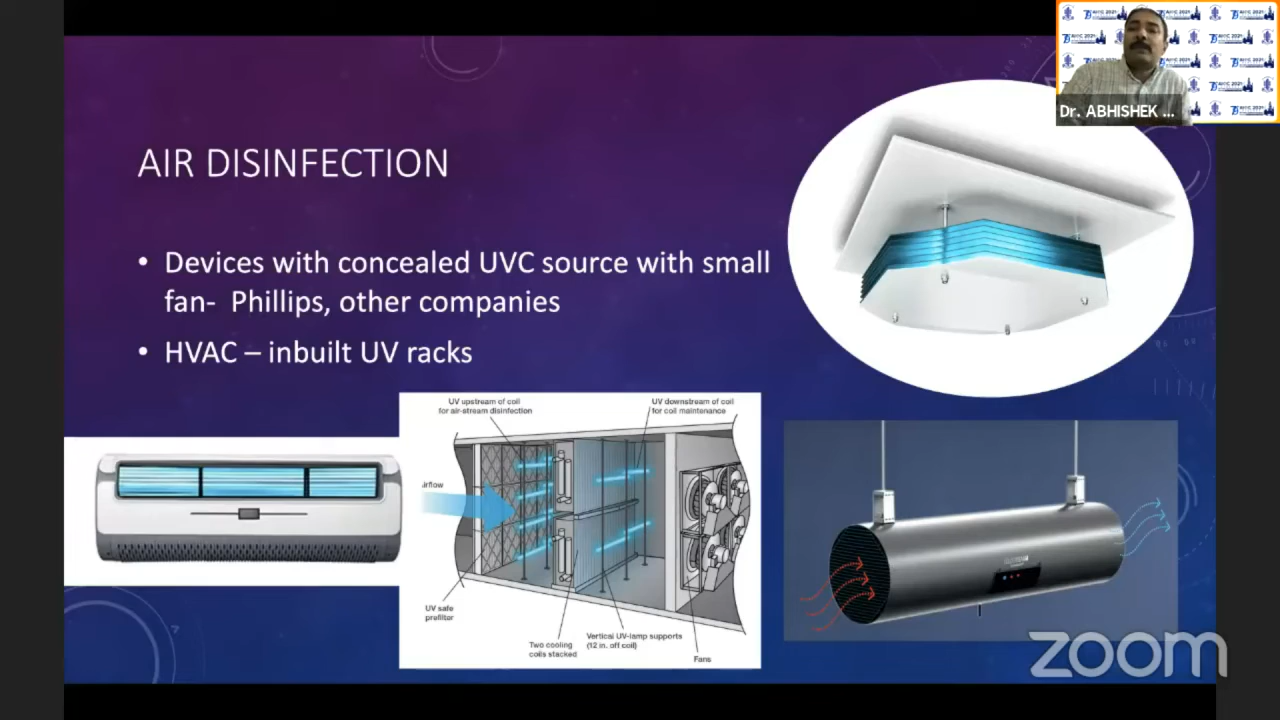 AIR DISINFECTION
• Devices with concealed UVC source with small
fan- Phillips, other companies
• HVAC – inbuilt UV racks
UV upstream of coil
for air-stream disinfection
UV downstream of coil
for coil maintenance
irflow
UV safe
prefilter
Two cooling
coils stacked
Vertical UV-lamp supports
(12 in. off coil)
Fans
Dr. ABHISHEK ...
zoom